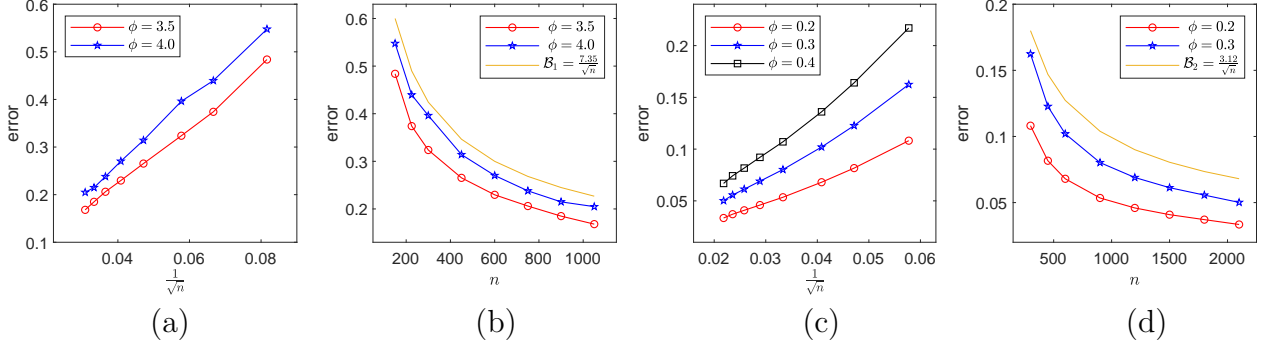 0.6
0.5
0.4
0.3
0.2
0.1
error
0.04
0.06
0.08
1/√n
ϕ = 3.5
ϕ = 4.0
(a)
0.6
0.5
0.4
0.3
0.2
error
200
400
600
800
1000
n
ϕ = 3.5
ϕ = 4.0
ℬ₁ = 7.35/√n
(b)
0.2
0.15
0.1
0.05
error
0.02
0.03
0.04
0.05
0.06
1/√n
ϕ = 0.2
ϕ = 0.3
ϕ = 0.4
(c)
0.2
0.15
0.1
0.05
error
500
1000
1500
2000
n
ϕ = 0.2
ϕ = 0.3
ℬ₂ = 3.12/√n
(d)